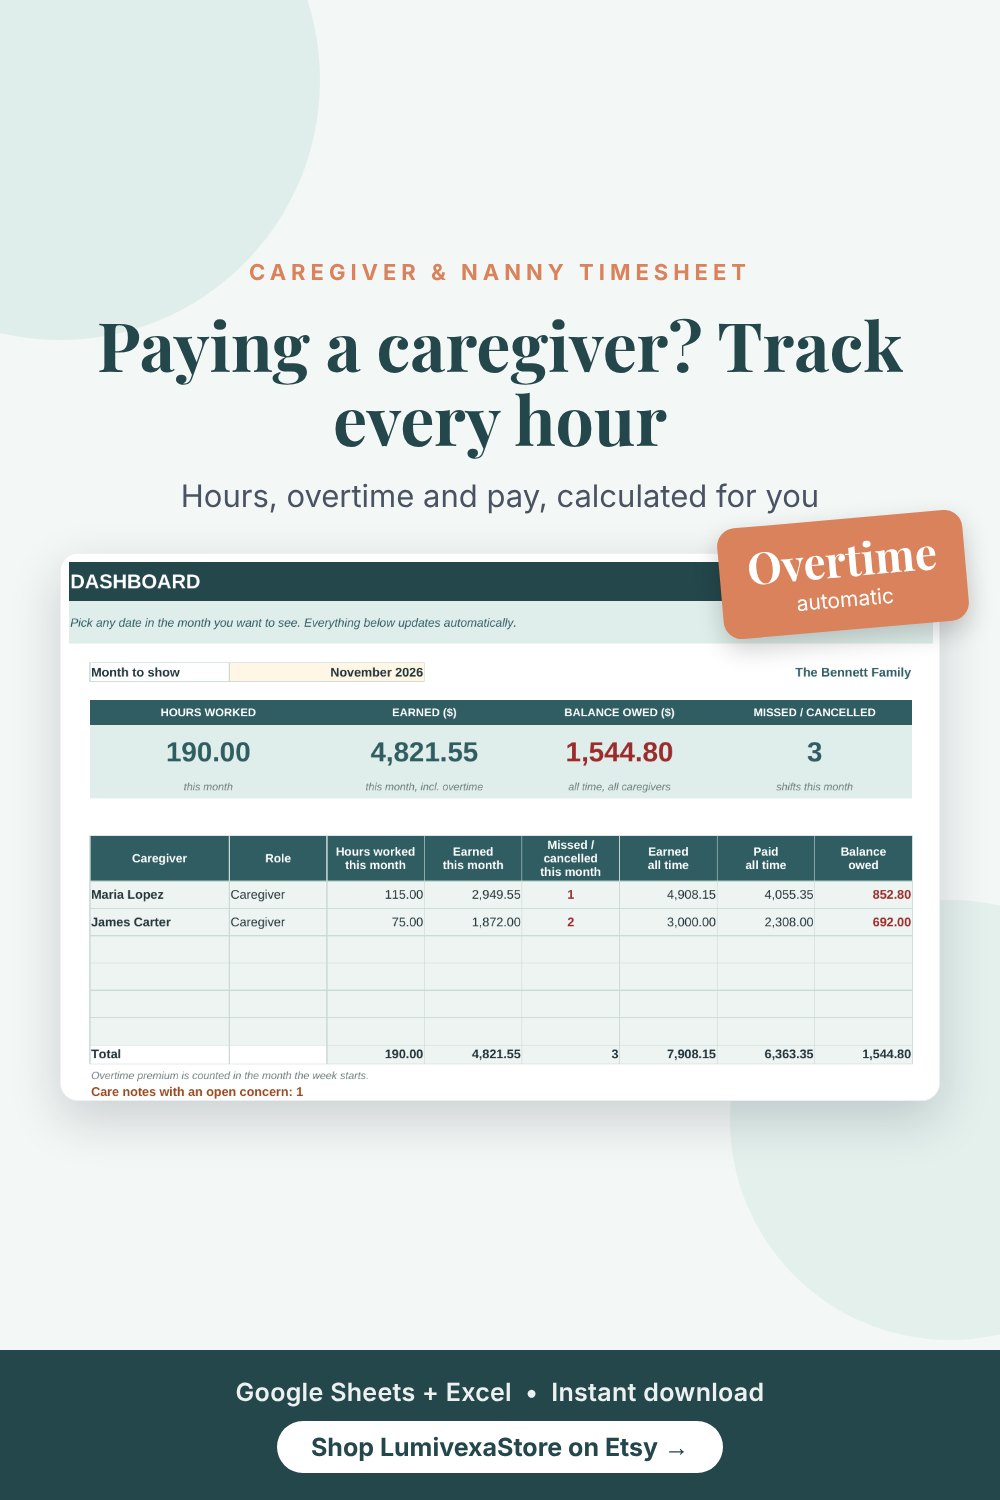 CAREGIVER & NANNY TIMESHEET
Paying a caregiver? Track
every hour
Hours, overtime and pay, calculated for you
Overtime
automatic
DASHBOARD
Pick any date in the month you want to see. Everything below updates automatically.
Month to show November 2026 The Bennett Family
HOURS WORKED EARNED ($) BALANCE OWED ($) MISSED / CANCELLED
190.00 4,821.55 1,544.80 3
this month this month, incl. overtime all time, all caregivers shifts this month
Caregiver Role Hours worked this month Earned this month Missed / cancelled this month Earned all time Paid all time Balance owed
Maria Lopez Caregiver 115.00 2,949.55 1 4,908.15 4,055.35 852.80
James Carter Caregiver 75.00 1,872.00 2 3,000.00 2,308.00 692.00
Total 190.00 4,821.55 3 7,908.15 6,363.35 1,544.80
Overtime premium is counted in the month the week starts.
Care notes with an open concern: 1
Google Sheets + Excel • Instant download
Shop LumivexaStore on Etsy →